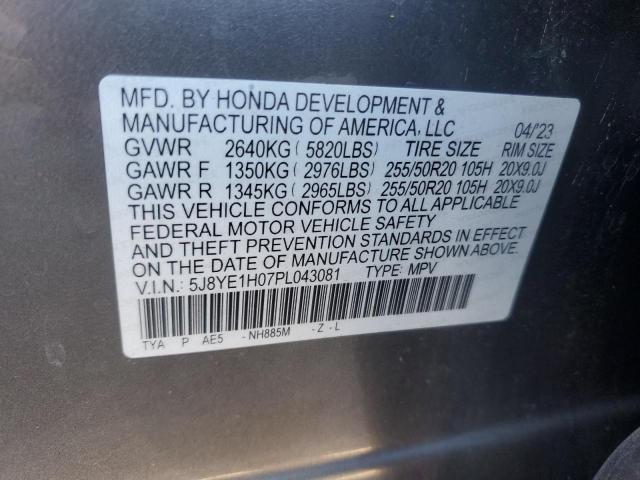 MFD. BY HONDA DEVELOPMENT &
MANUFACTURING OF AMERICA, LLC 04/'23
GVWR 2640KG ( 5820LBS) TIRE SIZE RIM SIZE
GAWR F 1350KG ( 2976LBS) 255/50R20 105H 20X9.0J
GAWR R 1345KG ( 2965LBS) 255/50R20 105H 20X9.0J
THIS VEHICLE CONFORMS TO ALL APPLICABLE
FEDERAL MOTOR VEHICLE SAFETY
AND THEFT PREVENTION STANDARDS IN EFFECT
ON THE DATE OF MANUFACTURE SHOWN ABOVE.
V.I.N.: 5J8YE1H07PL043081 TYPE: MPV
TYA P AE5 -NH885M -Z-L